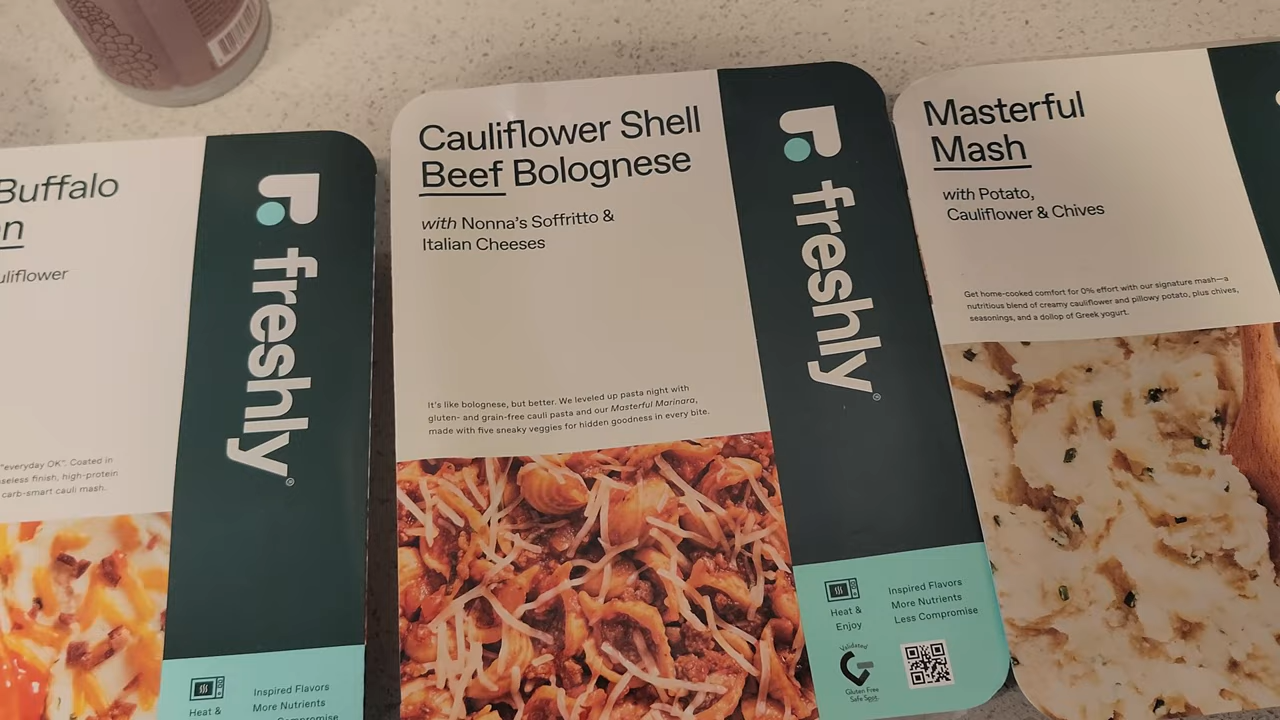 Buffalo
uliflower
"everyday OK". Coated in
seless finish, high-protein
carb-smart cauli mash.
freshly®
Heat &
Inspired Flavors
More Nutrients
Cauliflower Shell
Beef Bolognese
with Nonna's Soffritto &
Italian Cheeses
It's like bolognese, but better. We leveled up pasta night with
gluten- and grain-free cauli pasta and our Masterful Marinara,
made with five sneaky veggies for hidden goodness in every bite.
freshly®
Heat &
Enjoy
Inspired Flavors
More Nutrients
Less Compromise
Validated
Gluten Free
Safe Spot
Masterful
Mash
with Potato,
Cauliflower & Chives
Get home-cooked comfort for 0% effort with our signature mash—a
nutritious blend of creamy cauliflower and pillowy potato, plus chives,
seasonings, and a dollop of Greek yogurt.